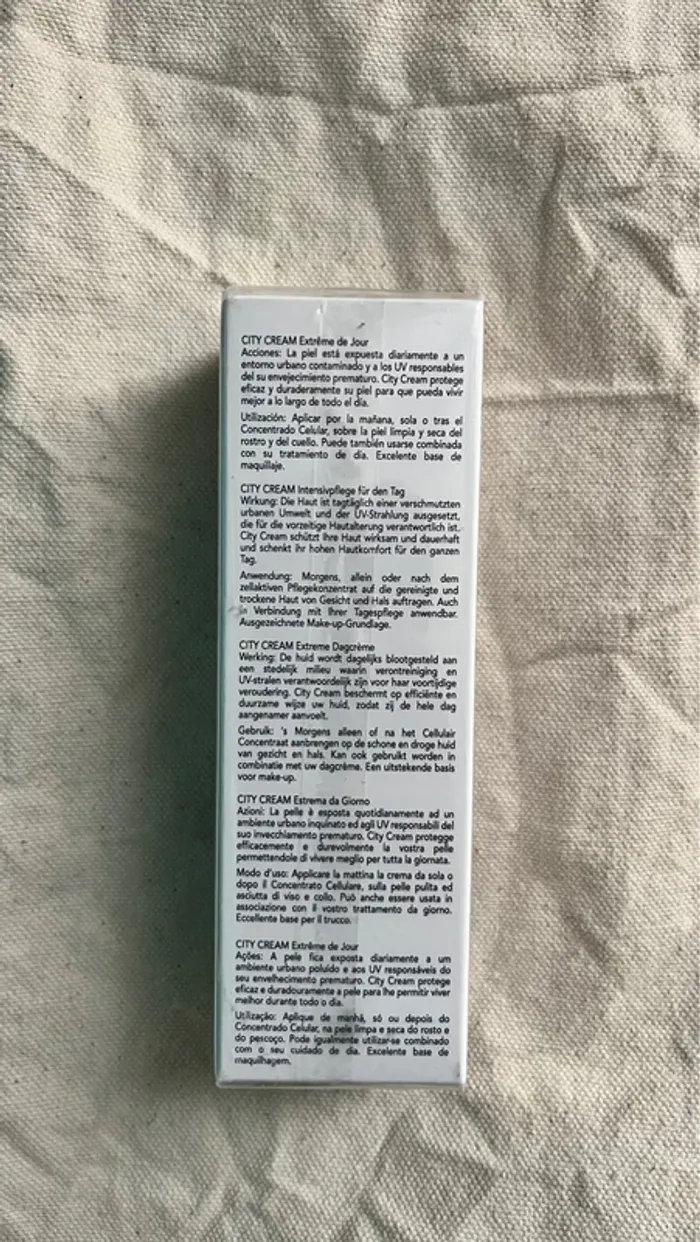 CITY CREAM Extrême de Jour
Acciones: La piel está expuesta diariamente a un
entorno urbano contaminado y a los UV responsables
del su envejecimiento prematuro. City Cream protege
eficaz y duraderamente su piel para que pueda vivir
mejor a lo largo de todo el día.
Utilización: Aplicar por la mañana, sola o tras el
Concentrado Celular, sobre la piel limpia y seca del
rostro y del cuello. Puede también usarse combinada
con su tratamiento de día. Excelente base de
maquillaje.
CITY CREAM Intensivpflege für den Tag
Wirkung: Die Haut ist tagtäglich einer verschmutzten
urbanen Umwelt und der UV-Strahlung ausgesetzt,
die für die vorzeitige Hautalterung verantwortlich ist.
City Cream schützt Ihre Haut wirksam und dauerhaft
und schenkt ihr hohen Hautkomfort für den ganzen
Tag.
Anwendung: Morgens, allein oder nach dem
zellaktiven Pflegekonzentrat auf die gereinigte und
trockene Haut von Gesicht und Hals auftragen. Auch
in Verbindung mit Ihrer Tagespflege anwendbar.
Ausgezeichnete Make-up-Grundlage.
CITY CREAM Extreme Dagcrème
Werking: De huid wordt dagelijks blootgesteld aan
een stedelijk milieu waarin verontreiniging en
UV-stralen verantwoordelijk zijn voor haar voortijdige
veroudering. City Cream beschermt op efficiënte en
duurzame wijze uw huid, zodat zij de hele dag
aangenamer aanvoelt.
Gebruik: 's Morgens alleen of na het Cellulair
Concentraat aanbrengen op de schone en droge huid
van gezicht en hals. Kan ook gebruikt worden in
combinatie met uw dagcrème. Een uitstekende basis
voor make-up.
CITY CREAM Estrema da Giorno
Azioni: La pelle è esposta quotidianamente ad un
ambiente urbano inquinato ed agli UV responsabili del
suo invecchiamento prematuro. City Cream protegge
efficacemente e durevolmente la vostra pelle
permettendole di vivere meglio per tutta la giornata.
Modo d'uso: Applicare la mattina la crema da sola o
dopo il Concentrato Cellulare, sulla pelle pulita ed
asciutta di viso e collo. Può anche essere usata in
associazione con il vostro trattamento da giorno.
Eccellente base per il trucco.
CITY CREAM Extrême de Jour
Ações: A pele fica exposta diariamente a um
ambiente urbano poluído e aos UV responsáveis do
seu envelhecimento prematuro. City Cream protege
eficaz e duradouramente a pele para lhe permitir viver
melhor durante todo o dia.
Utilização: Aplique de manhã, só ou depois do
Concentrado Celular, na pele limpa e seca do rosto e
do pescoço. Pode igualmente utilizar-se combinado
com o seu cuidado de dia. Excelente base de
maquilhagem.